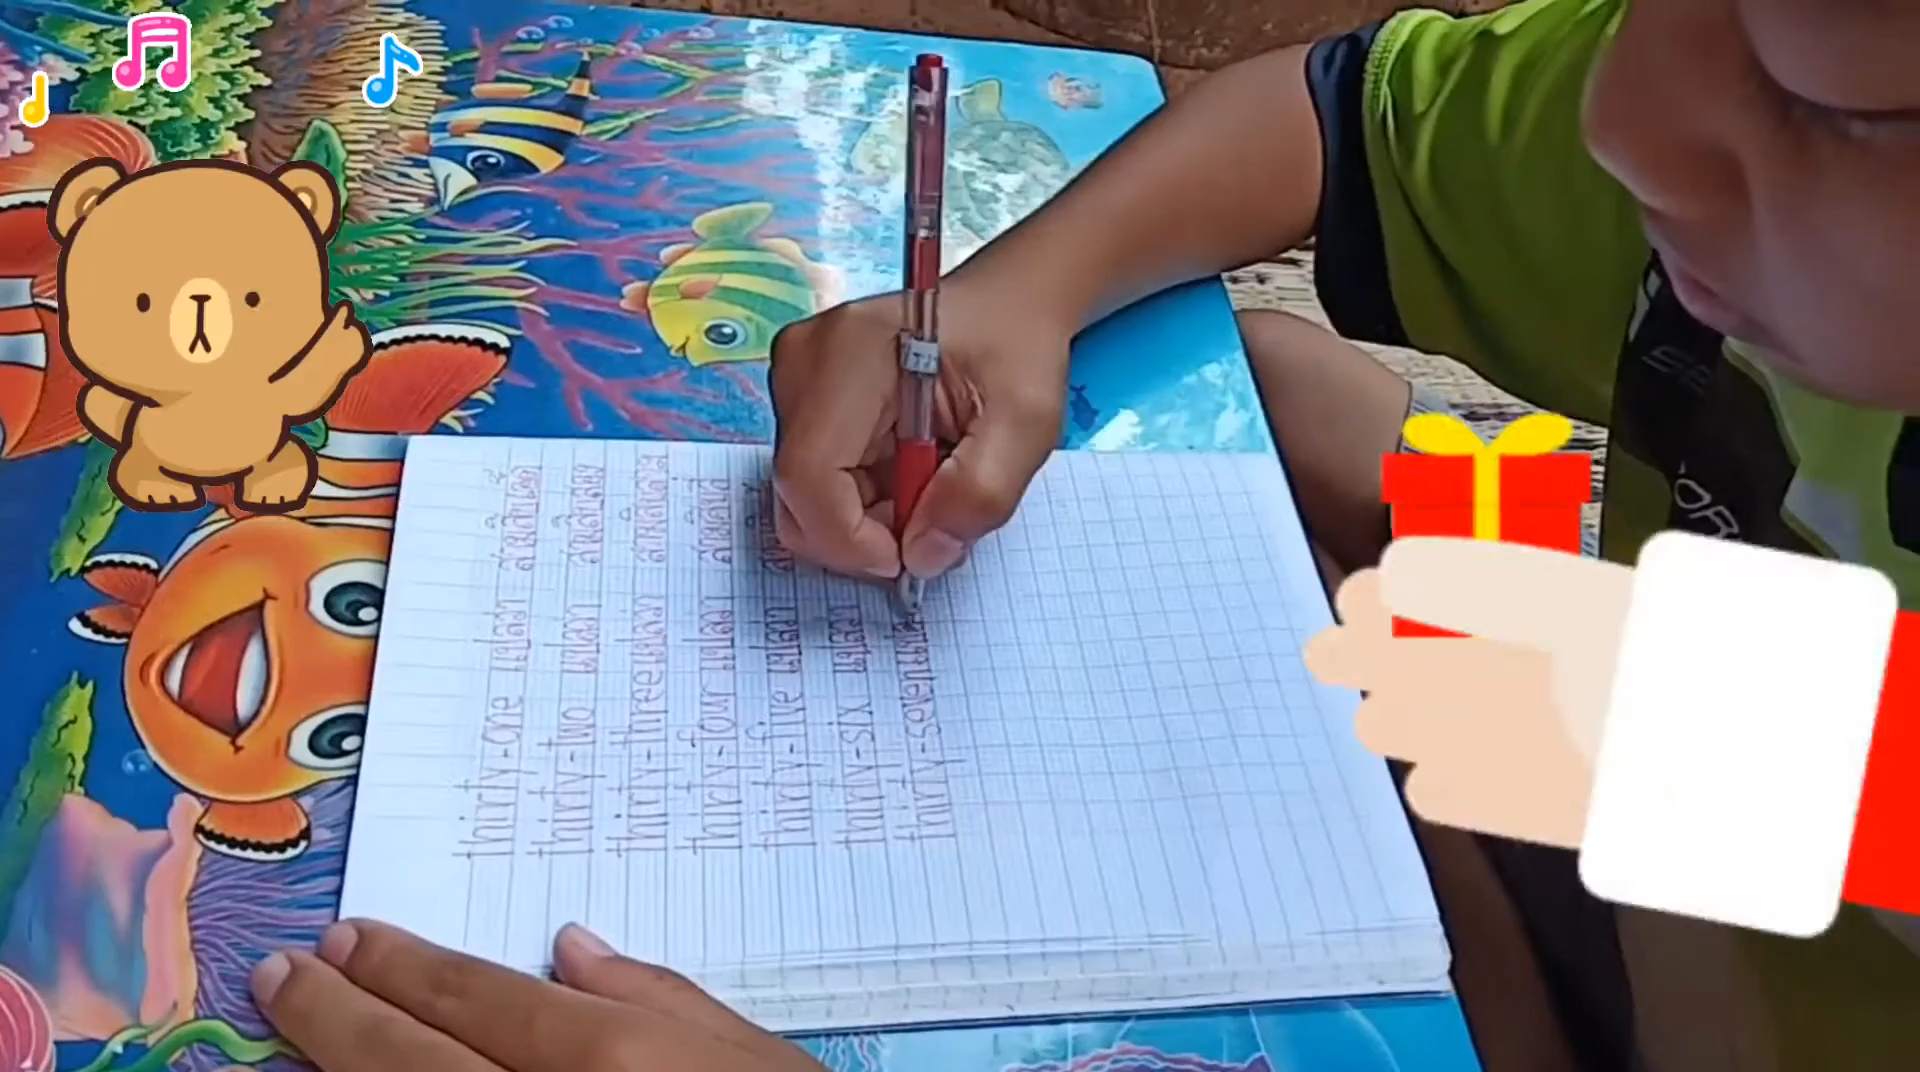 thirty-one แปลว่า สามสิบเอ็ด
thirty-two แปลว่า สามสิบสอง
thirty-three แปลว่า สามสิบสาม
thirty-four แปลว่า สามสิบสี่
thirty-five แปลว่า
thirty-six แปลว่า
thirty-seven